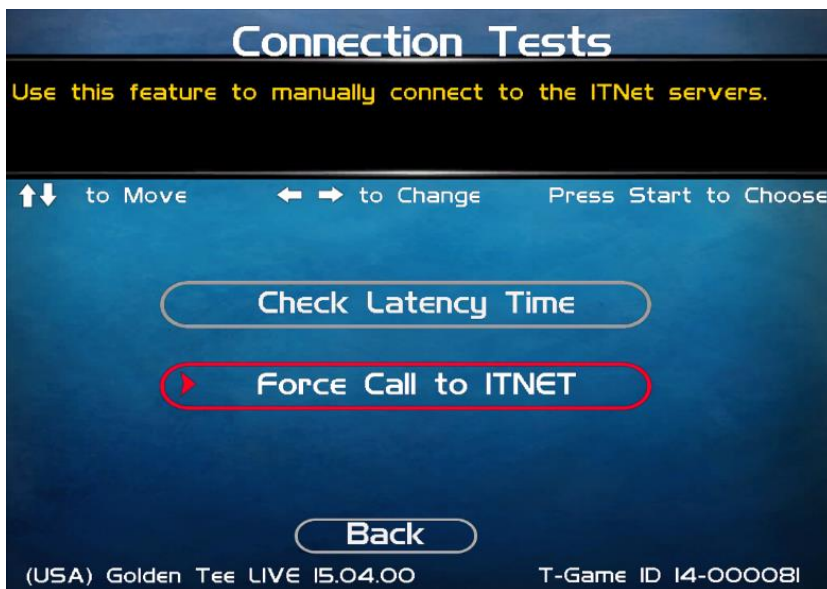 Connection Tests
Use this feature to manually connect to the ITNet servers.
to Move to Change Press Start to Choose
Check Latency Time
Force Call to ITNET
Back
(USA) Golden Tee LIVE 15.04.00 T-Game ID 14-000081